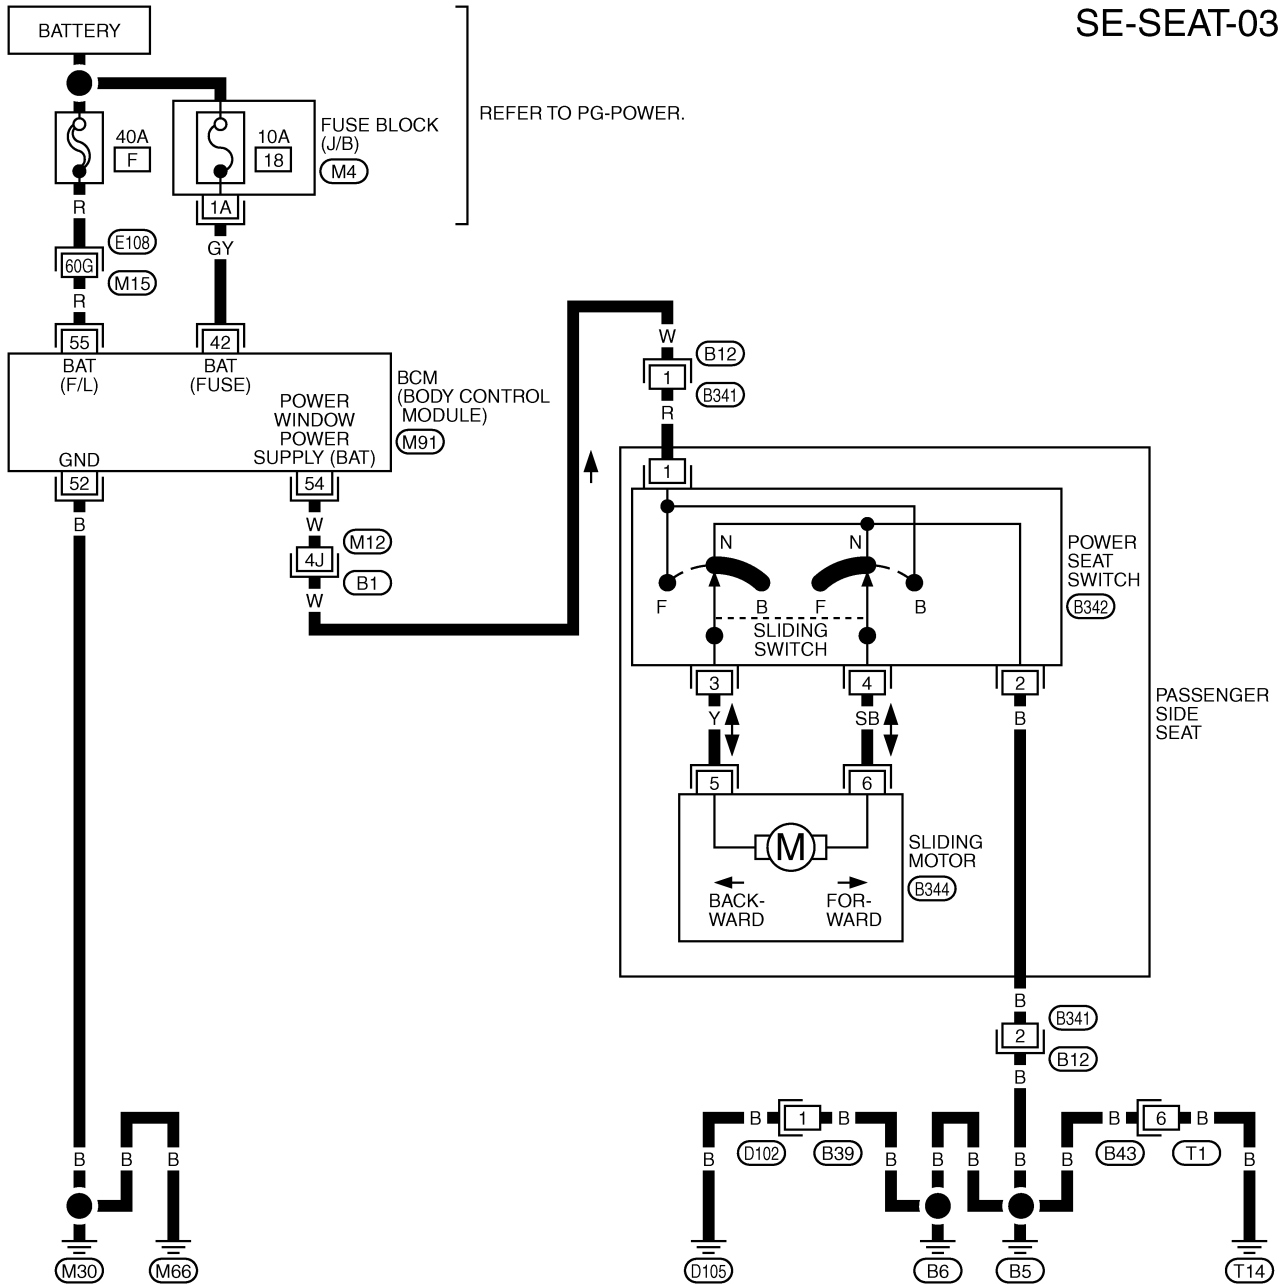 SE-SEAT-03
BATTERY
REFER TO PG-POWER.
40A
F
10A
18
FUSE BLOCK
(J/B)
M4
1A
R
GY
E108
60G
M15
R
55
42
BAT
(F/L)
BAT
(FUSE)
POWER
WINDOW
POWER
SUPPLY (BAT)
GND
BCM
(BODY CONTROL
MODULE)
M91
52
54
B
W
M12
4J
B1
W
W
B12
1
B341
R
1
N
N
F
B
F
B
SLIDING
SWITCH
POWER
SEAT
SWITCH
B342
3
4
2
Y
SB
B
PASSENGER
SIDE
SEAT
5
6
M
SLIDING
MOTOR
B344
BACK-
WARD
FOR-
WARD
B
B341
2
B12
B
B
1
B
B
6
B
D102
B39
B43
T1
B
B
B
B
B
B
B
B
B
B
M30
M66
D105
B6
B5
T14